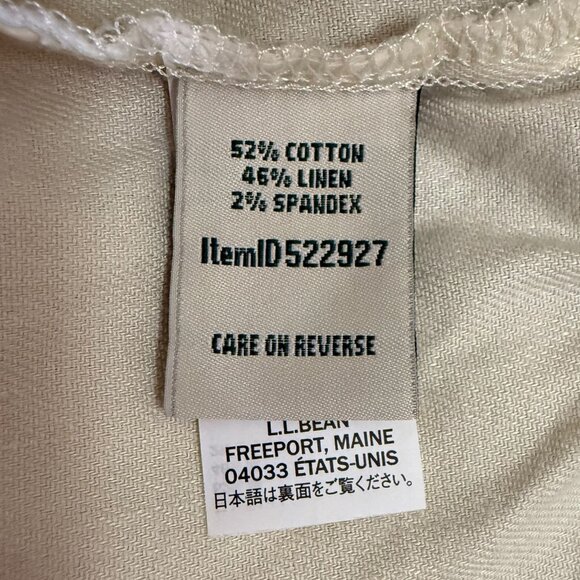 52% COTTON
46% LINEN
2% SPANDEX
ItemID 522927
CARE ON REVERSE
L.L.BEAN
FREEPORT, MAINE
04033 ÉTATS-UNIS
日本語は裏面をご覧ください。